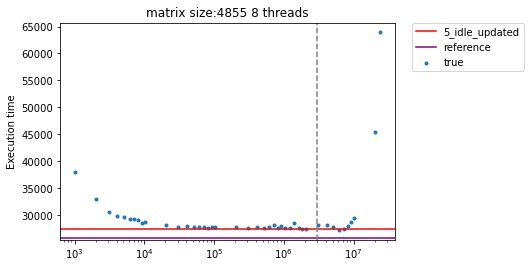 matrix size:4855 8 threads
65000
60000
55000
50000
45000
40000
35000
30000
Execution time
10³
10⁴
10⁵
10⁶
10⁷
5_idle_updated
reference
true